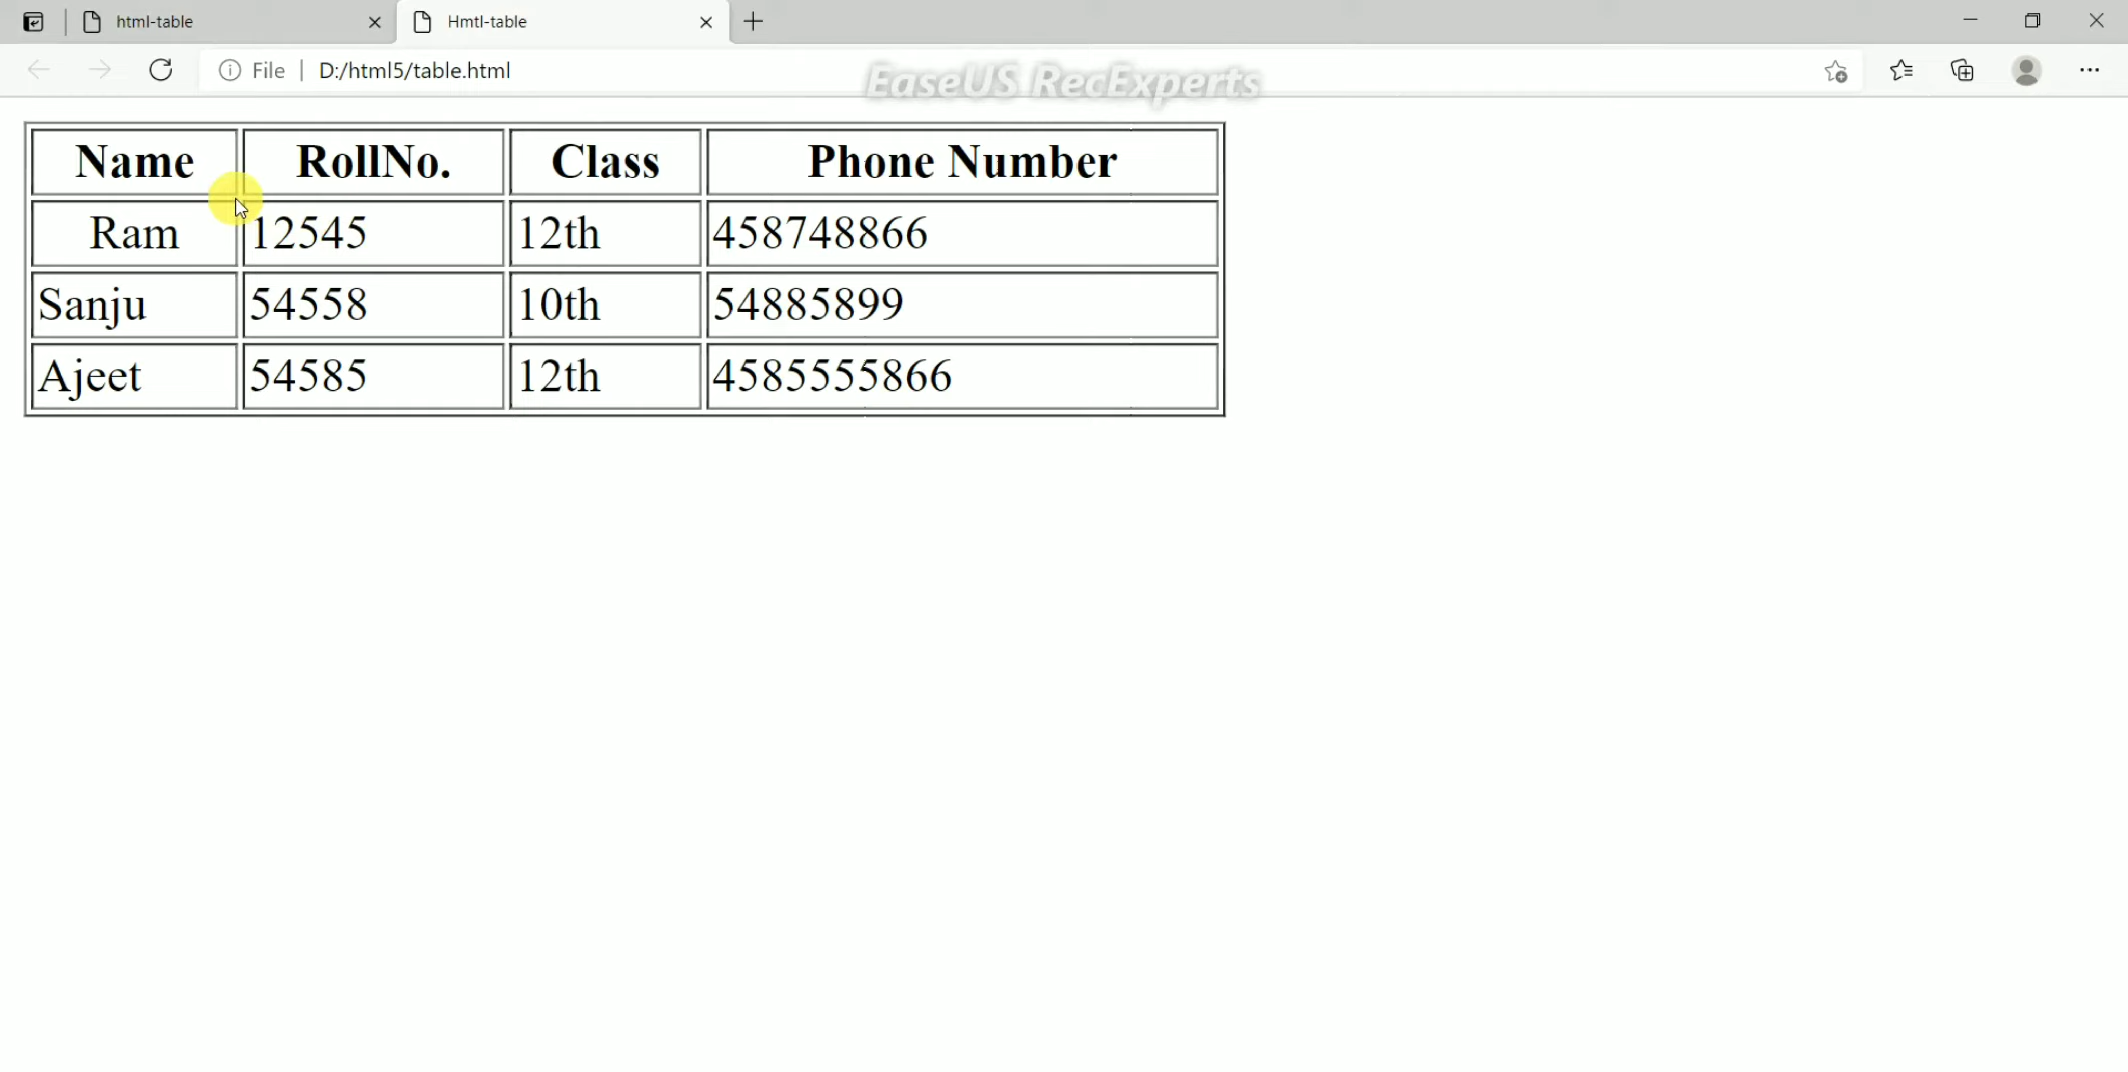 html-table
Hmtl-table
File | D:/html5/table.html
EaseUS RecExperts
Name RollNo. Class Phone Number
Ram 12545 12th 458748866
Sanju 54558 10th 54885899
Ajeet 54585 12th 4585555866